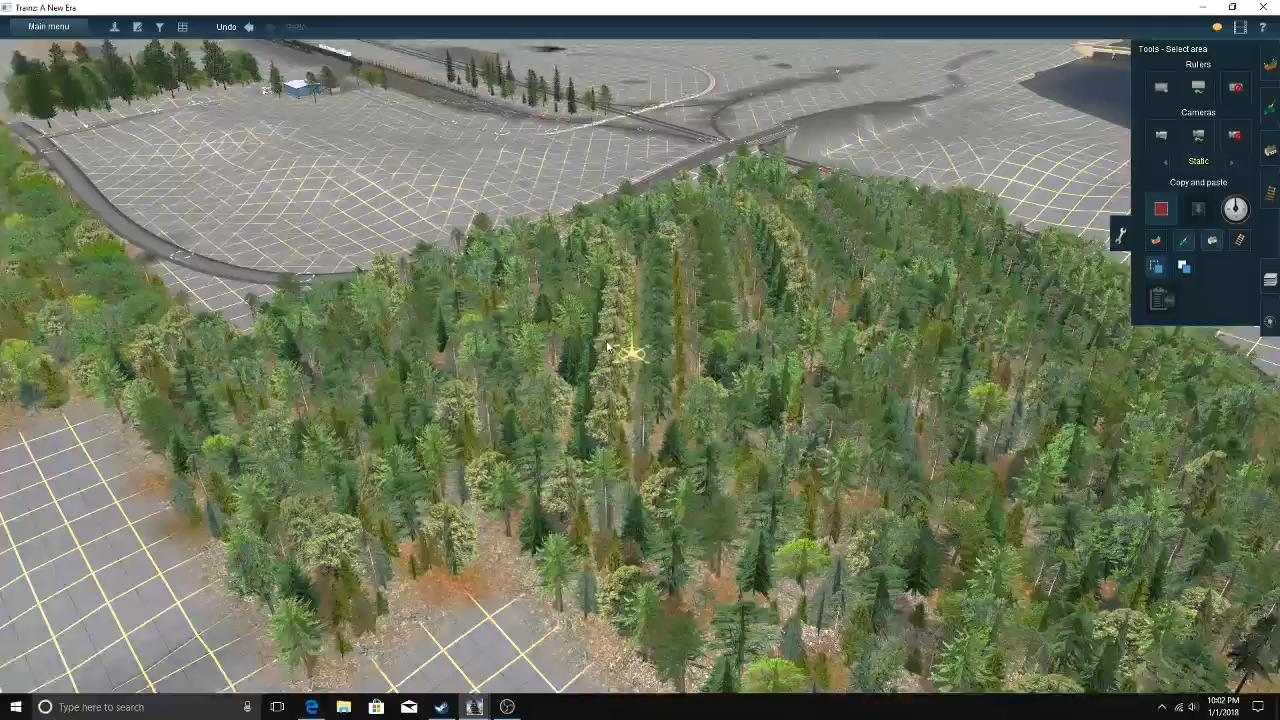 Trainz: A New Era
Main menu
Undo
Tools - Select area
Rulers
Cameras
Static
Copy and paste
Type here to search
10:02 PM
1/1/2018